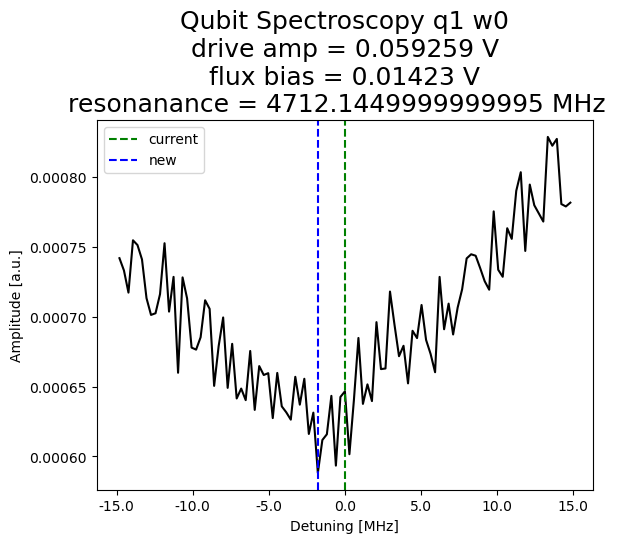 Qubit Spectroscopy q1 w0
drive amp = 0.059259 V
flux bias = 0.01423 V
resonanance = 4712.1449999999995 MHz
current
new
Amplitude [a.u.]
0.00080
0.00075
0.00070
0.00065
0.00060
-15.0 -10.0 -5.0 0.0 5.0 10.0 15.0
Detuning [MHz]